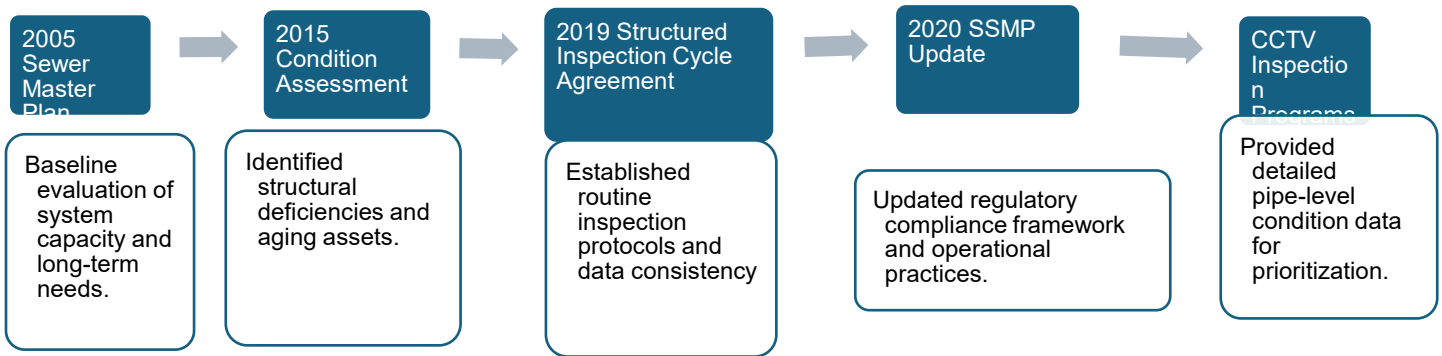 2005
Sewer
Master
Plan
Baseline
evaluation of
system
capacity and
long-term
needs.
2015
Condition
Assessment
Identified
structural
deficiencies and
aging assets.
2019 Structured
Inspection Cycle
Agreement
Established
routine
inspection
protocols and
data consistency
2020 SSMP
Update
Updated regulatory
compliance framework
and operational
practices.
CCTV
Inspectio
n
Programs
Provided
detailed
pipe-level
condition data
for
prioritization.